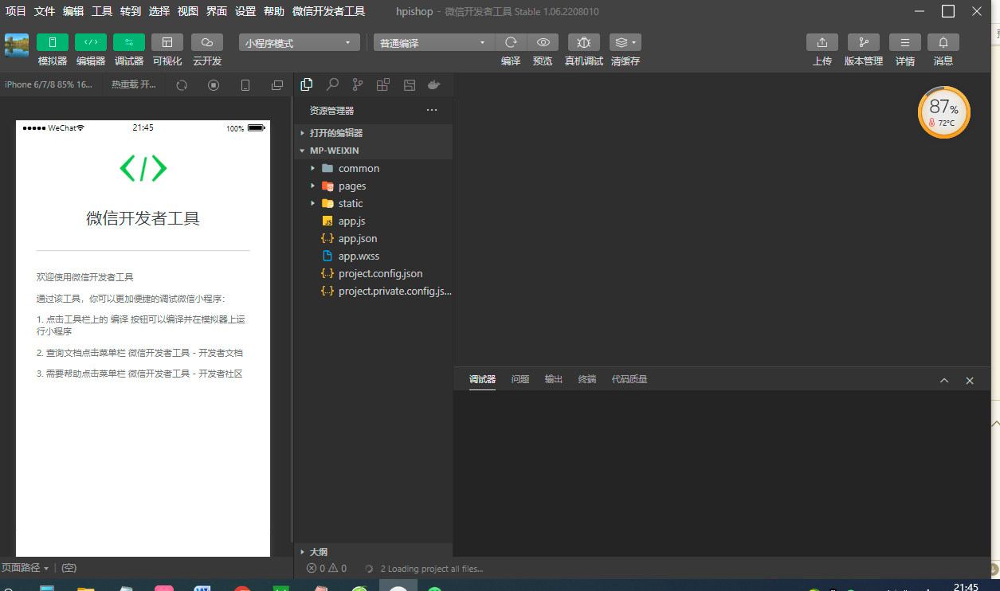 项目 文件 编辑 工具 转到 选择 视图 界面 设置 帮助 微信开发者工具 hpishop - 微信开发者工具 Stable 1.06.2208010
小程序模式 普通编译
模拟器 编辑器 调试器 可视化 云开发 编译 预览 真机调试 清缓存 上传 版本管理 详情 消息
iPhone 6/7/8 85% 16... 热重载 开...
WeChat 21:45 100%
微信开发者工具
欢迎使用微信开发者工具
通过该工具，你可以更加便捷的调试微信小程序：
1. 点击工具栏上的 编译 按钮可以编译并在模拟器上运
行小程序
2. 查询文档点击菜单栏 微信开发者工具 - 开发者文档
3. 需要帮助点击菜单栏 微信开发者工具 - 开发者社区
页面路径 | (空)
资源管理器 ...
打开的编辑器
MP-WEIXIN
common
pages
static
JS app.js
{..} app.json
app.wxss
{..} project.config.json
{..} project.private.config.js...
大纲
0 0 2 Loading project all files...
87%
72°C
调试器 问题 输出 终端 代码质量
21:45